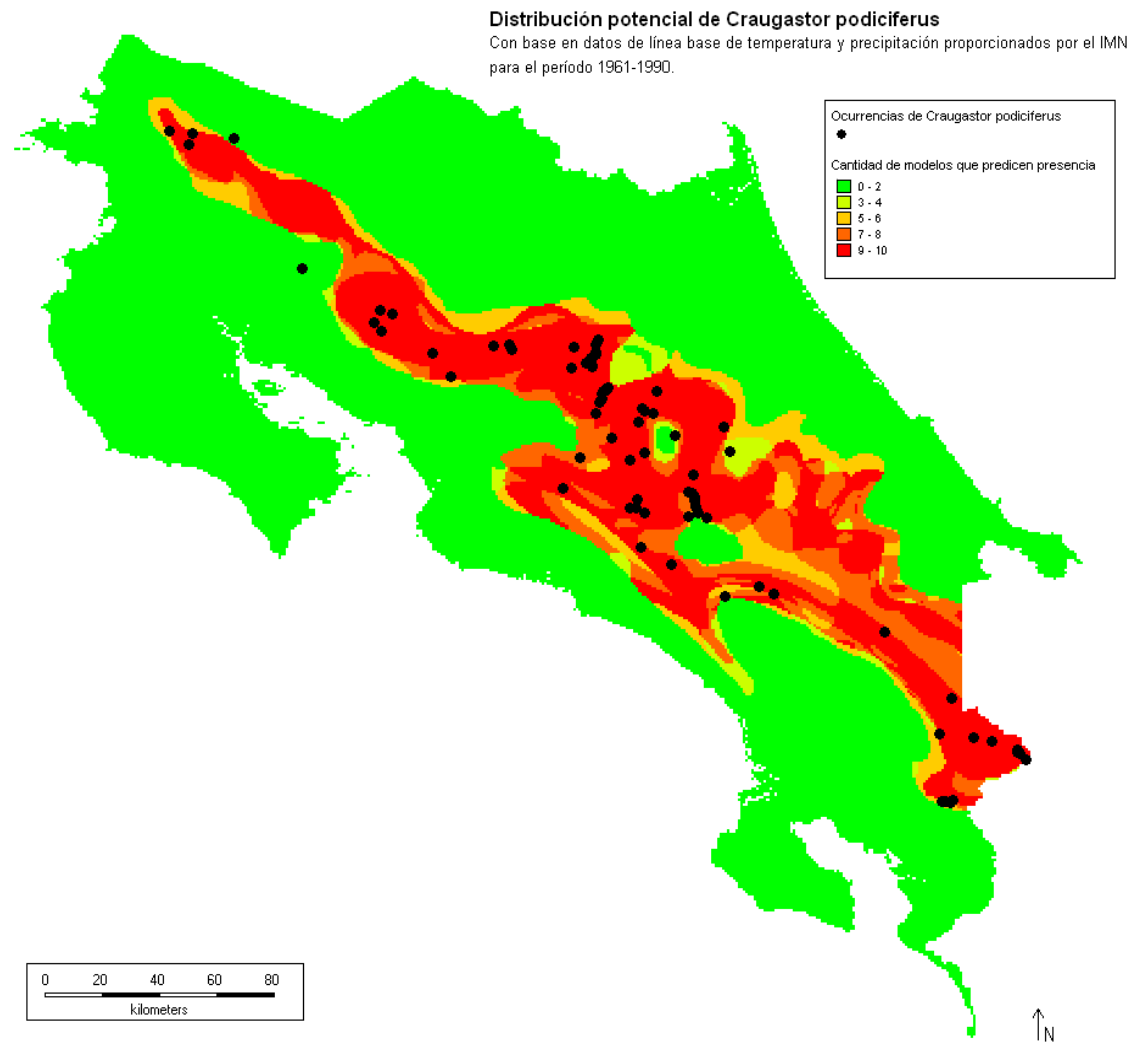 Distribución potencial de Craugastor podiciferus
Con base en datos de línea base de temperatura y precipitación proporcionados por el IMN
para el período 1961-1990.
Ocurrencias de Craugastor podiciferus
Cantidad de modelos que predicen presencia
0 - 2
3 - 4
5 - 6
7 - 8
9 - 10
0 20 40 60 80
kilometers
N